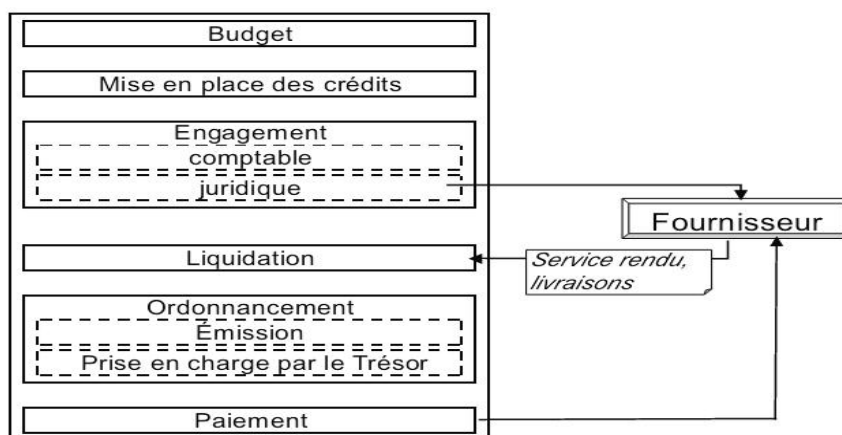 Budget
Mise en place des crédits
Engagement
comptable
juridique
Fournisseur
Liquidation
Service rendu,
livraisons
Ordonnancement
Émission
Prise en charge par le Trésor
Paiement